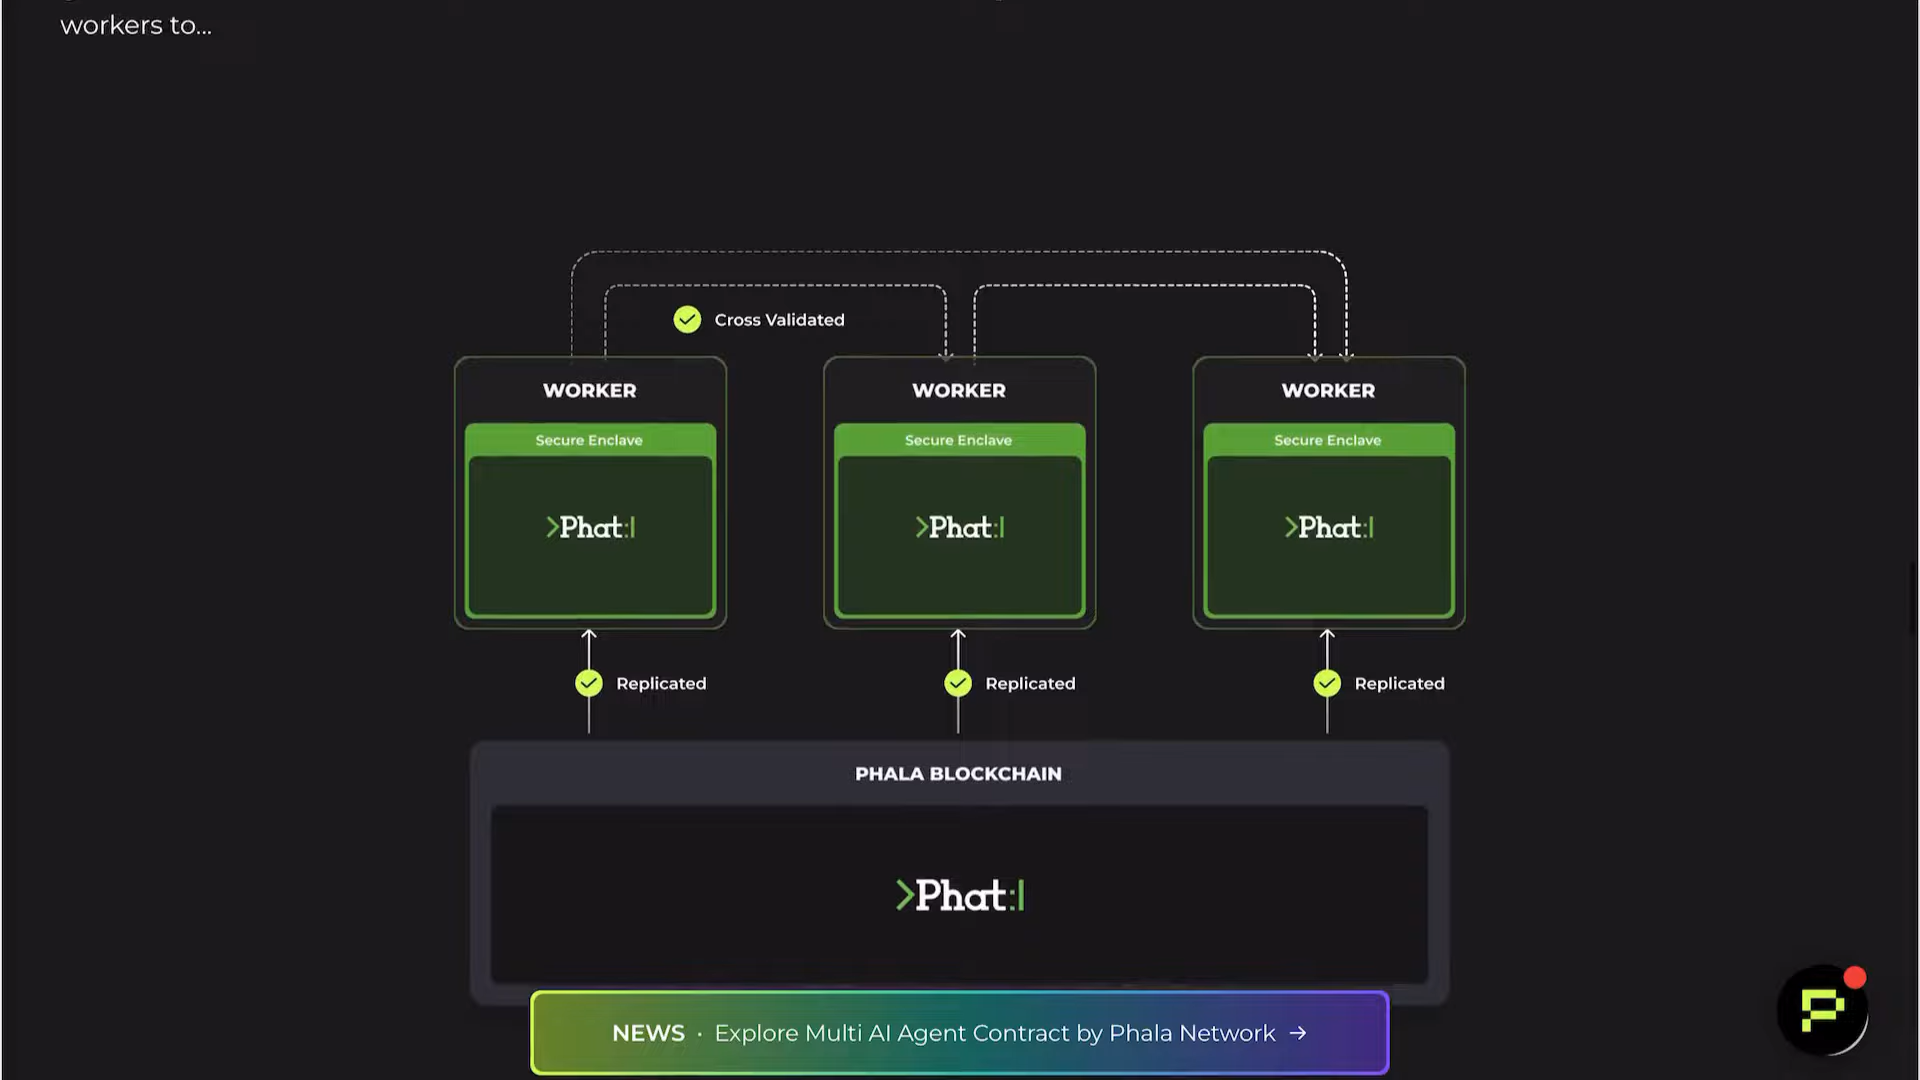 workers to...
Cross Validated
WORKER
WORKER
WORKER
Secure Enclave
Secure Enclave
Secure Enclave
>Phat:|
>Phat:|
>Phat:|
Replicated
Replicated
Replicated
PHALA BLOCKCHAIN
>Phat:|
NEWS · Explore Multi AI Agent Contract by Phala Network →
P